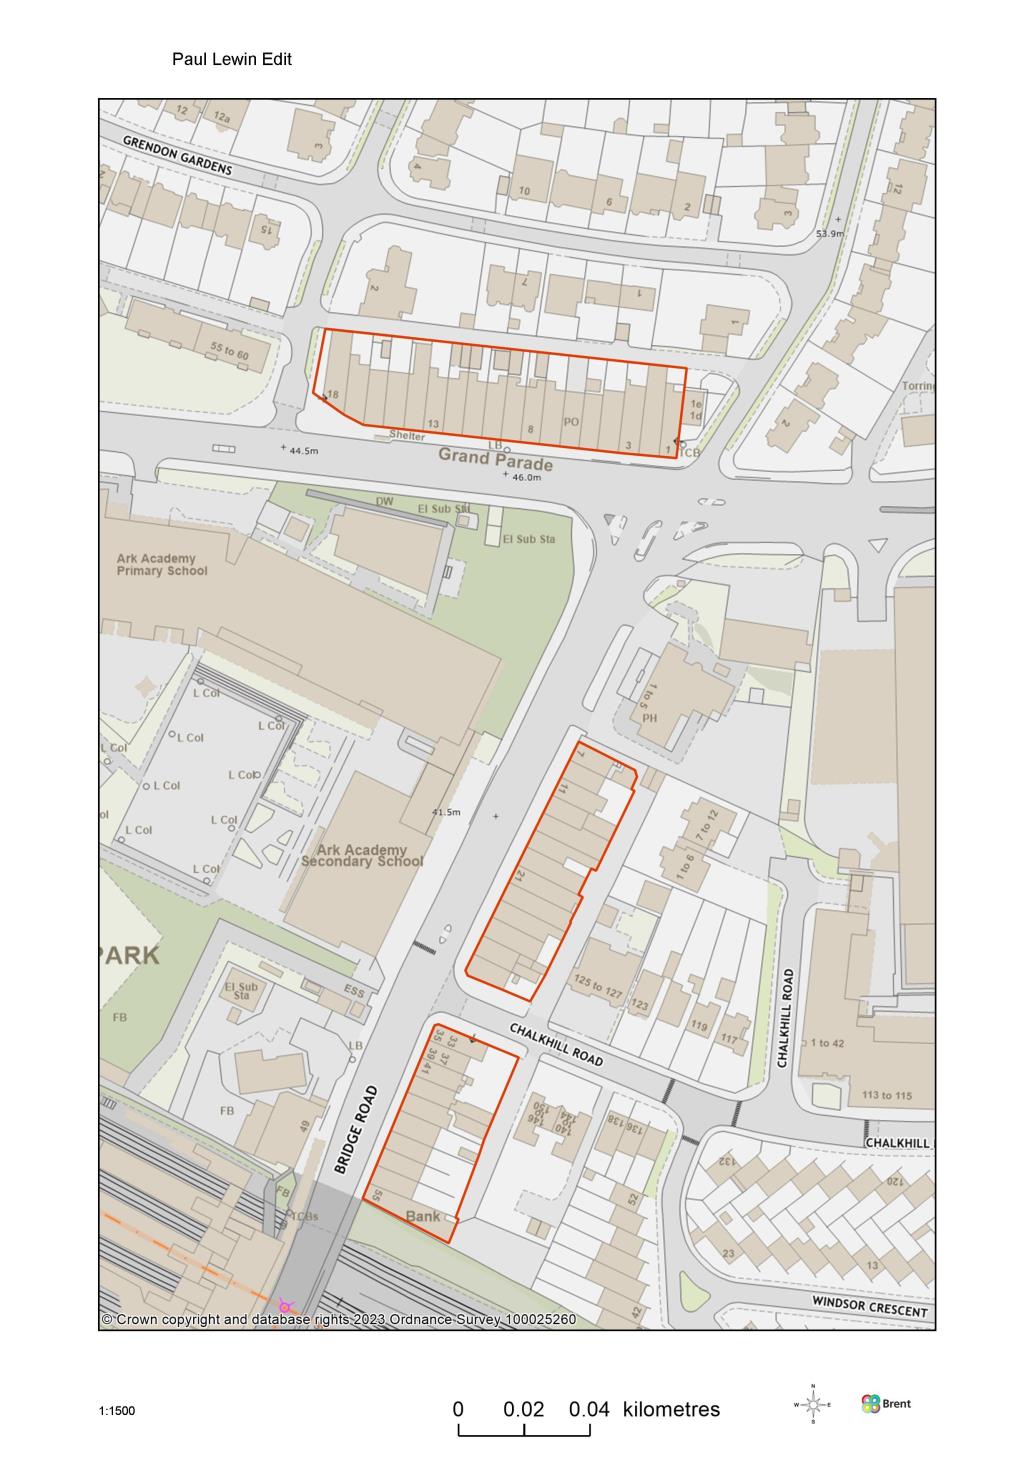 Paul Lewin Edit
12
12a
3
GRENDON GARDENS
4
10
6
2
3
12
53.9m
15
2
7
1
1
55 to 60
18
13
8
PO
3
1
1e
1d
2
Torrin
Shelter
LB
TCB
44.5m
Grand Parade
46.0m
DW
El Sub Sta
El Sub Sta
Ark Academy
Primary School
L Col
L Col
L Col
L Col
L Col
L Col
L Col
L Col
L Col
ol
1 to 5
PH
7
11
21
41.5m
7 to 12
1 to 6
Ark Academy
Secondary School
PARK
El Sub
Sta
ESS
FB
LB
125 to 127
123
119
117
CHALKHILL ROAD
CHALKHILL ROAD
1 to 42
113 to 115
35
33
37
39
41
BRIDGE ROAD
FB
49
FB
TCBs
55
Bank
146
150
140
144
138
136
52
42
CHALKHILL
132
120
23
13
WINDSOR CRESCENT
© Crown copyright and database rights 2023 Ordnance Survey 100025260
1:1500
0 0.02 0.04 kilometres
N
W E
S
Brent